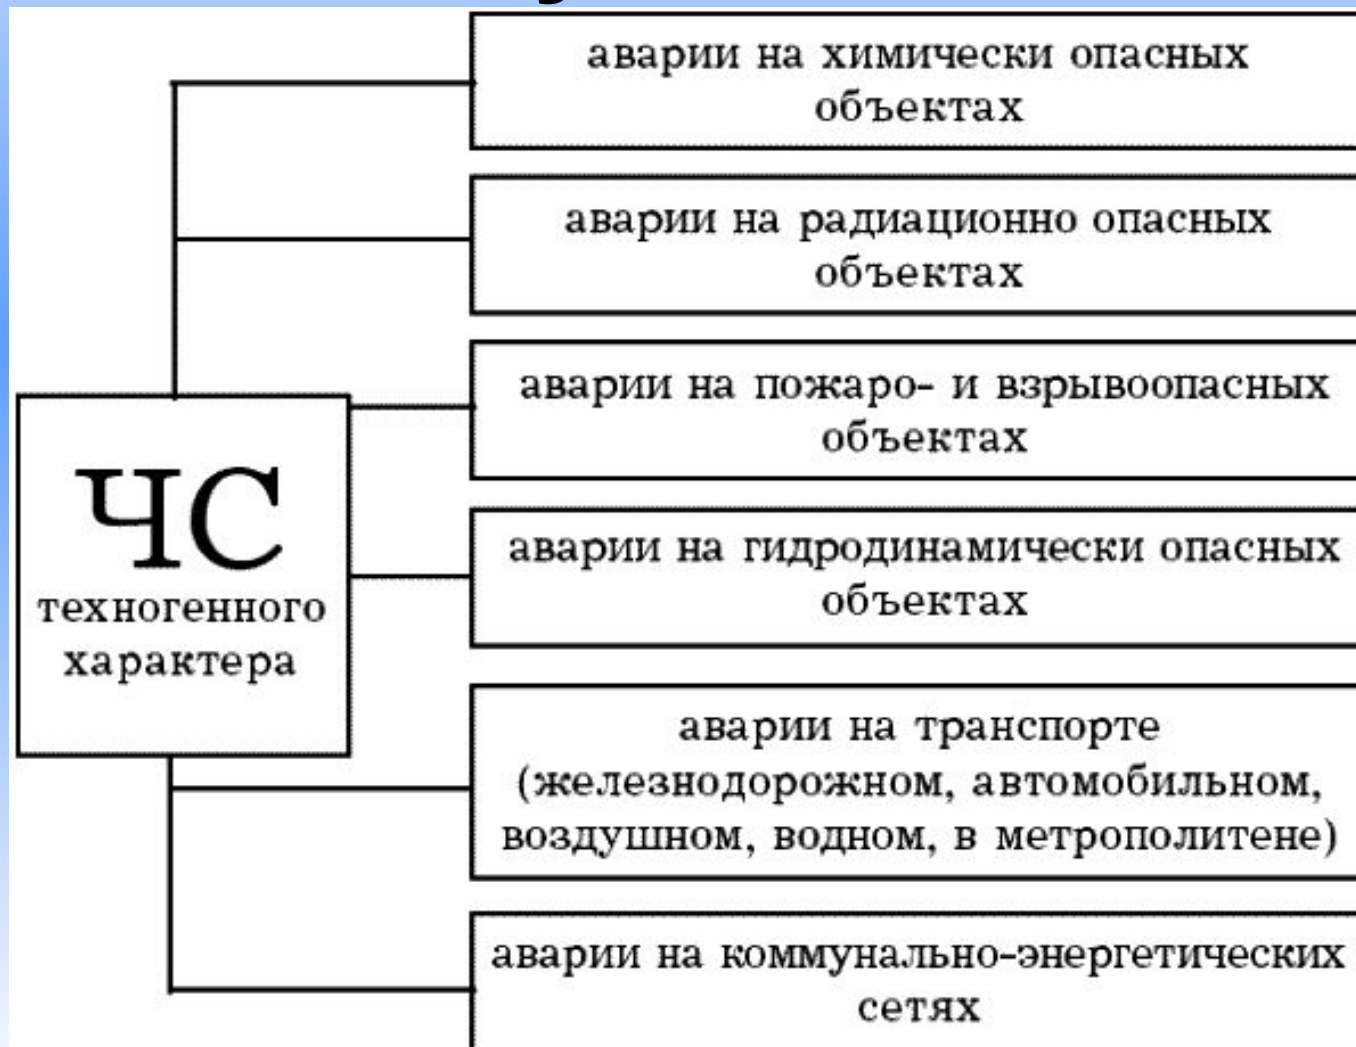 аварии на химически опасных
объектах
аварии на радиационно опасных
объектах
аварии на пожаро- и взрывоопасных
объектах
ЧС
техногенного
характера
аварии на гидродинамически опасных
объектах
аварии на транспорте
(железнодорожном, автомобильном,
воздушном, водном, в метрополитене)
аварии на коммунально-энергетических
сетях